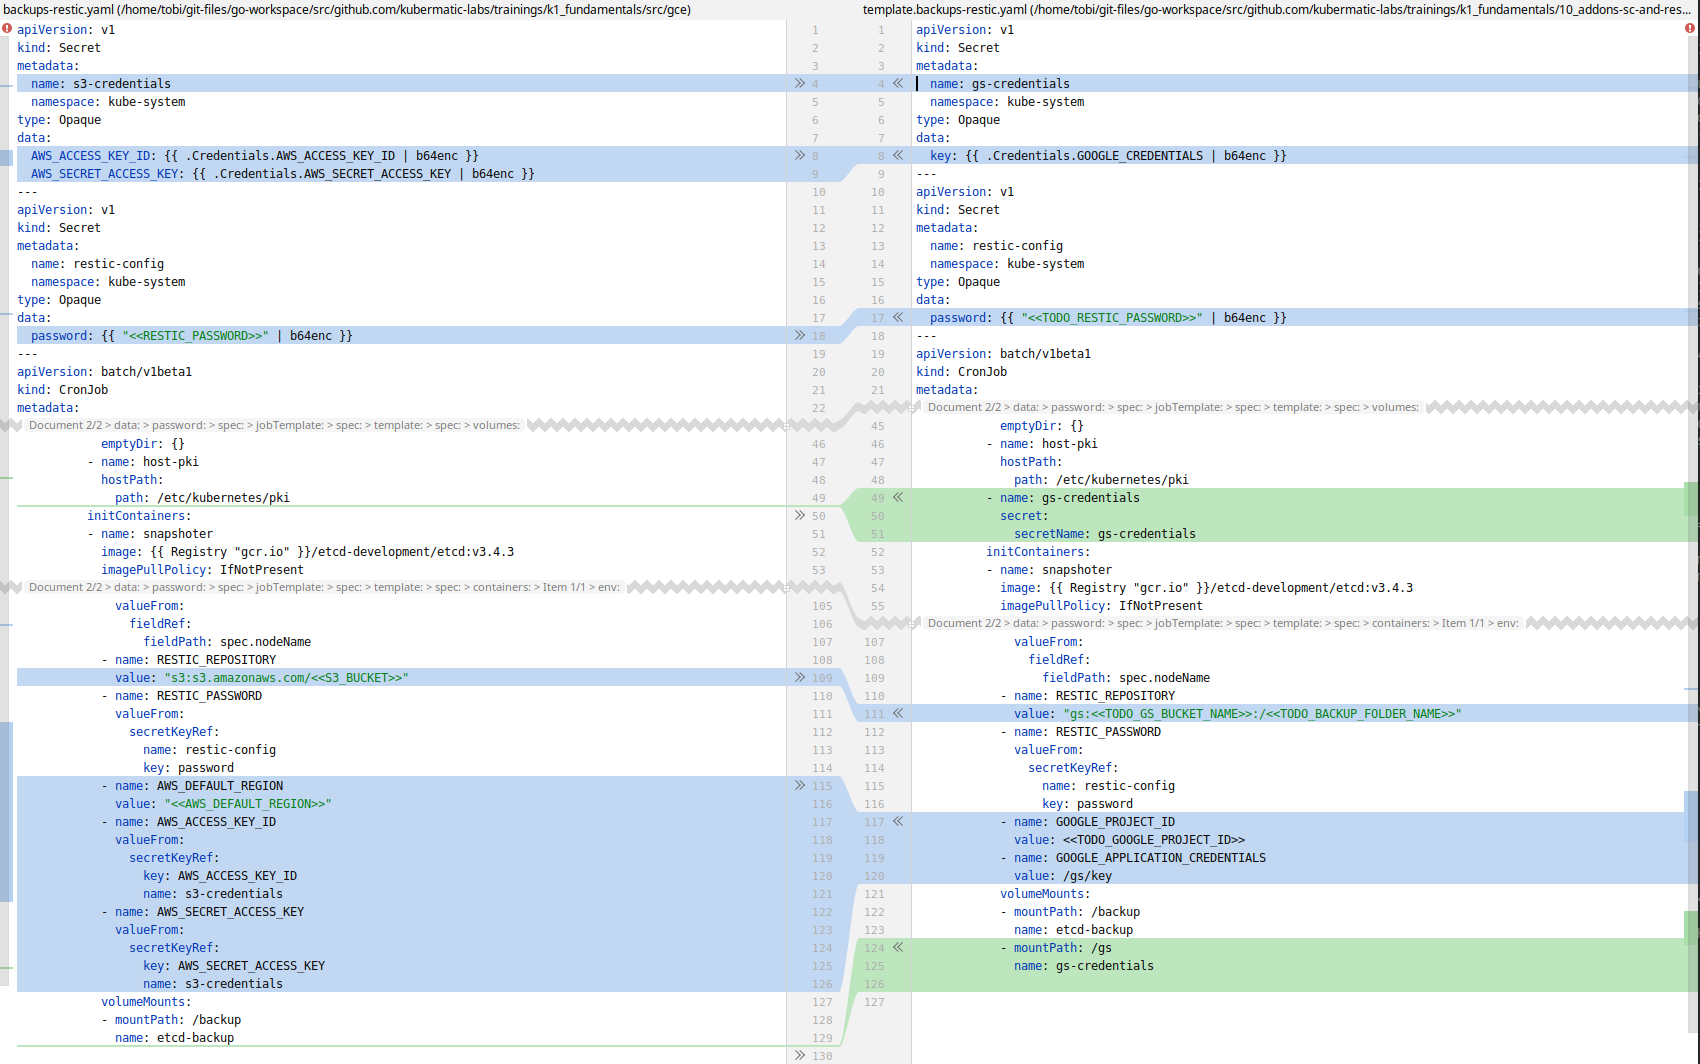 backups-restic.yaml (/home/tobi/git-files/go-workspace/src/github.com/kubermatic-labs/trainings/k1_fundamentals/src/gce)
apiVersion: v1
kind: Secret
metadata:
  name: s3-credentials
  namespace: kube-system
type: Opaque
data:
  AWS_ACCESS_KEY_ID: {{ .Credentials.AWS_ACCESS_KEY_ID | b64enc }}
  AWS_SECRET_ACCESS_KEY: {{ .Credentials.AWS_SECRET_ACCESS_KEY | b64enc }}
---
apiVersion: v1
kind: Secret
metadata:
  name: restic-config
  namespace: kube-system
type: Opaque
data:
  password: {{ "<<RESTIC_PASSWORD>>" | b64enc }}
---
apiVersion: batch/v1beta1
kind: CronJob
metadata:
Document 2/2 > data: > password: > spec: > jobTemplate: > spec: > template: > spec: > volumes:
            emptyDir: {}
          - name: host-pki
            hostPath:
              path: /etc/kubernetes/pki
          initContainers:
          - name: snapshoter
            image: {{ Registry "gcr.io" }}/etcd-development/etcd:v3.4.3
            imagePullPolicy: IfNotPresent
Document 2/2 > data: > password: > spec: > jobTemplate: > spec: > template: > spec: > containers: > Item 1/1 > env:
              valueFrom:
                fieldRef:
                  fieldPath: spec.nodeName
            - name: RESTIC_REPOSITORY
              value: "s3:s3.amazonaws.com/<<S3_BUCKET>>"
            - name: RESTIC_PASSWORD
              valueFrom:
                secretKeyRef:
                  name: restic-config
                  key: password
            - name: AWS_DEFAULT_REGION
              value: "<<AWS_DEFAULT_REGION>>"
            - name: AWS_ACCESS_KEY_ID
              valueFrom:
                secretKeyRef:
                  key: AWS_ACCESS_KEY_ID
                  name: s3-credentials
            - name: AWS_SECRET_ACCESS_KEY
              valueFrom:
                secretKeyRef:
                  key: AWS_SECRET_ACCESS_KEY
                  name: s3-credentials
            volumeMounts:
            - mountPath: /backup
              name: etcd-backup
1
2
3
4
5
6
7
8
9
10
11
12
13
14
15
16
17
18
19
20
21
22
46
47
48
49
50
51
52
53
105
106
107
108
109
110
111
112
113
114
115
116
117
118
119
120
121
122
123
124
125
126
127
128
129
130
template.backups-restic.yaml (/home/tobi/git-files/go-workspace/src/github.com/kubermatic-labs/trainings/k1_fundamentals/10_addons-sc-and-res...
1 apiVersion: v1
2 kind: Secret
3 metadata:
4   name: gs-credentials
5   namespace: kube-system
6 type: Opaque
7 data:
8   key: {{ .Credentials.GOOGLE_CREDENTIALS | b64enc }}
9 ---
10 apiVersion: v1
11 kind: Secret
12 metadata:
13   name: restic-config
14   namespace: kube-system
15 type: Opaque
16 data:
17   password: {{ "<<TODO_RESTIC_PASSWORD>>" | b64enc }}
18 ---
19 apiVersion: batch/v1beta1
20 kind: CronJob
21 metadata:
Document 2/2 > data: > password: > spec: > jobTemplate: > spec: > template: > spec: > volumes:
45             emptyDir: {}
46           - name: host-pki
47             hostPath:
48               path: /etc/kubernetes/pki
49           - name: gs-credentials
50             secret:
51               secretName: gs-credentials
52           initContainers:
53           - name: snapshoter
54             image: {{ Registry "gcr.io" }}/etcd-development/etcd:v3.4.3
55             imagePullPolicy: IfNotPresent
Document 2/2 > data: > password: > spec: > jobTemplate: > spec: > template: > spec: > containers: > Item 1/1 > env:
107               valueFrom:
108                 fieldRef:
109                   fieldPath: spec.nodeName
110             - name: RESTIC_REPOSITORY
111               value: "gs:<<TODO_GS_BUCKET_NAME>>:/<<TODO_BACKUP_FOLDER_NAME>>"
112             - name: RESTIC_PASSWORD
113               valueFrom:
114                 secretKeyRef:
115                   name: restic-config
116                   key: password
117             - name: GOOGLE_PROJECT_ID
118               value: <<TODO_GOOGLE_PROJECT_ID>>
119             - name: GOOGLE_APPLICATION_CREDENTIALS
120               value: /gs/key
121             volumeMounts:
122             - mountPath: /backup
123               name: etcd-backup
124             - mountPath: /gs
125               name: gs-credentials
126
127